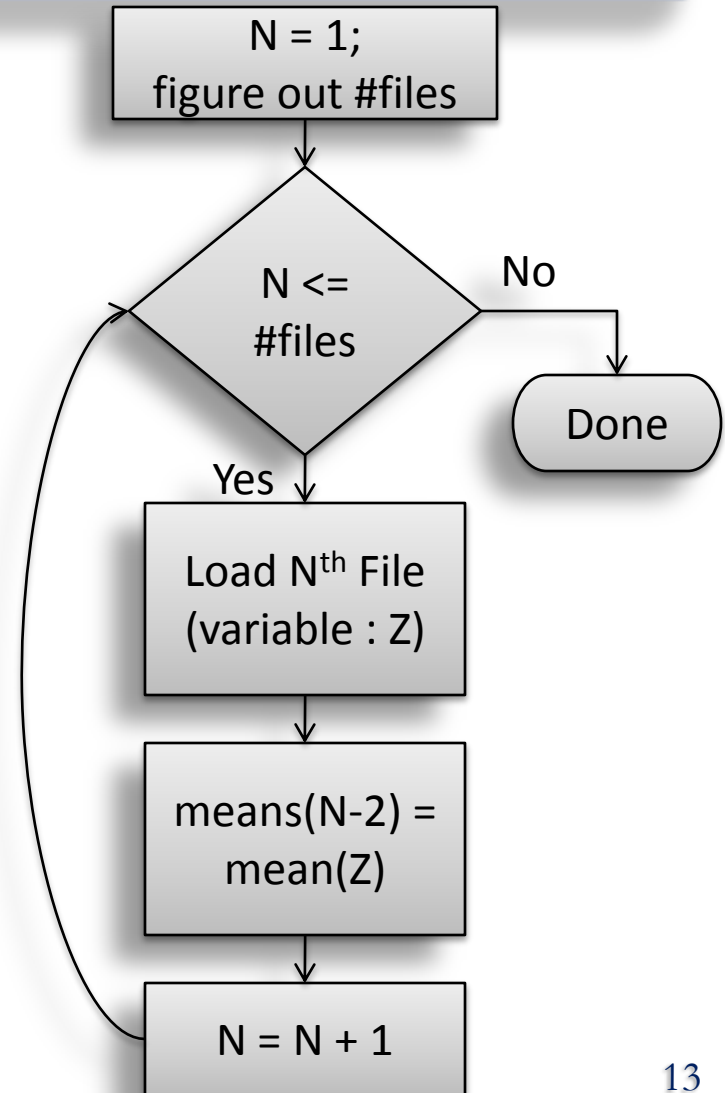 N = 1;
figure out #files
N <=
#files
No
Done
Yes
Load Nth File
(variable : Z)
means(N-2) =
mean(Z)
N = N + 1
13